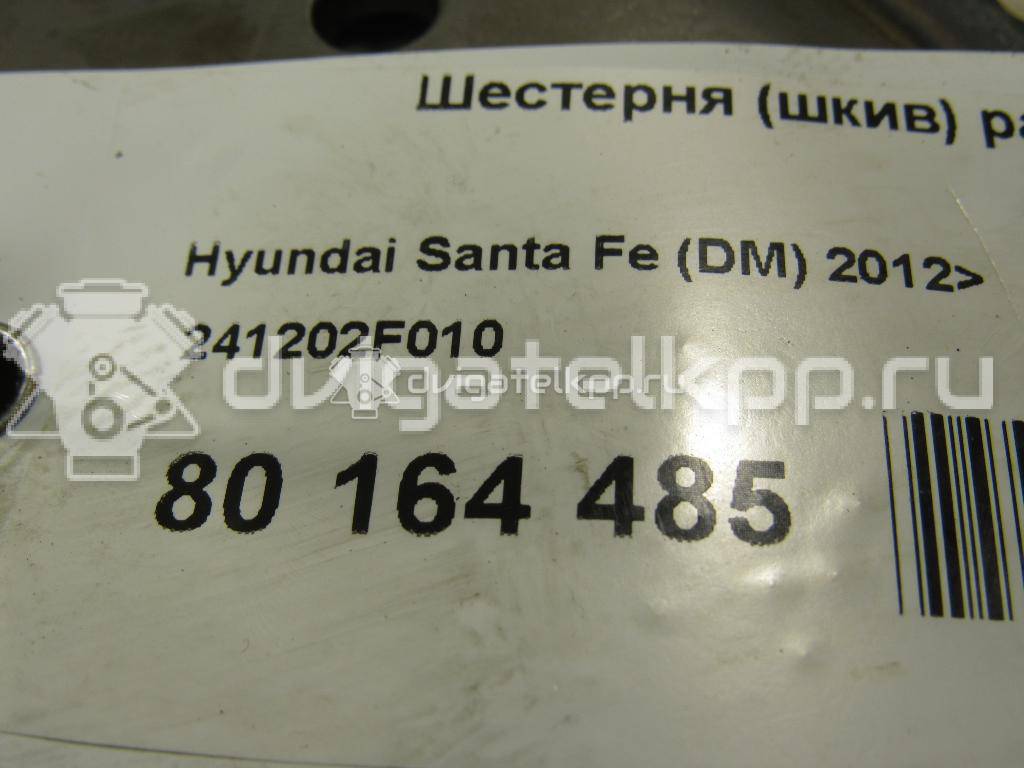 Шестерня (шкив) ра
Hyundai Santa Fe (DM) 2012>
241202F010
dvigatelkpp.ru
dvigatelkpp.ru
80 164 485